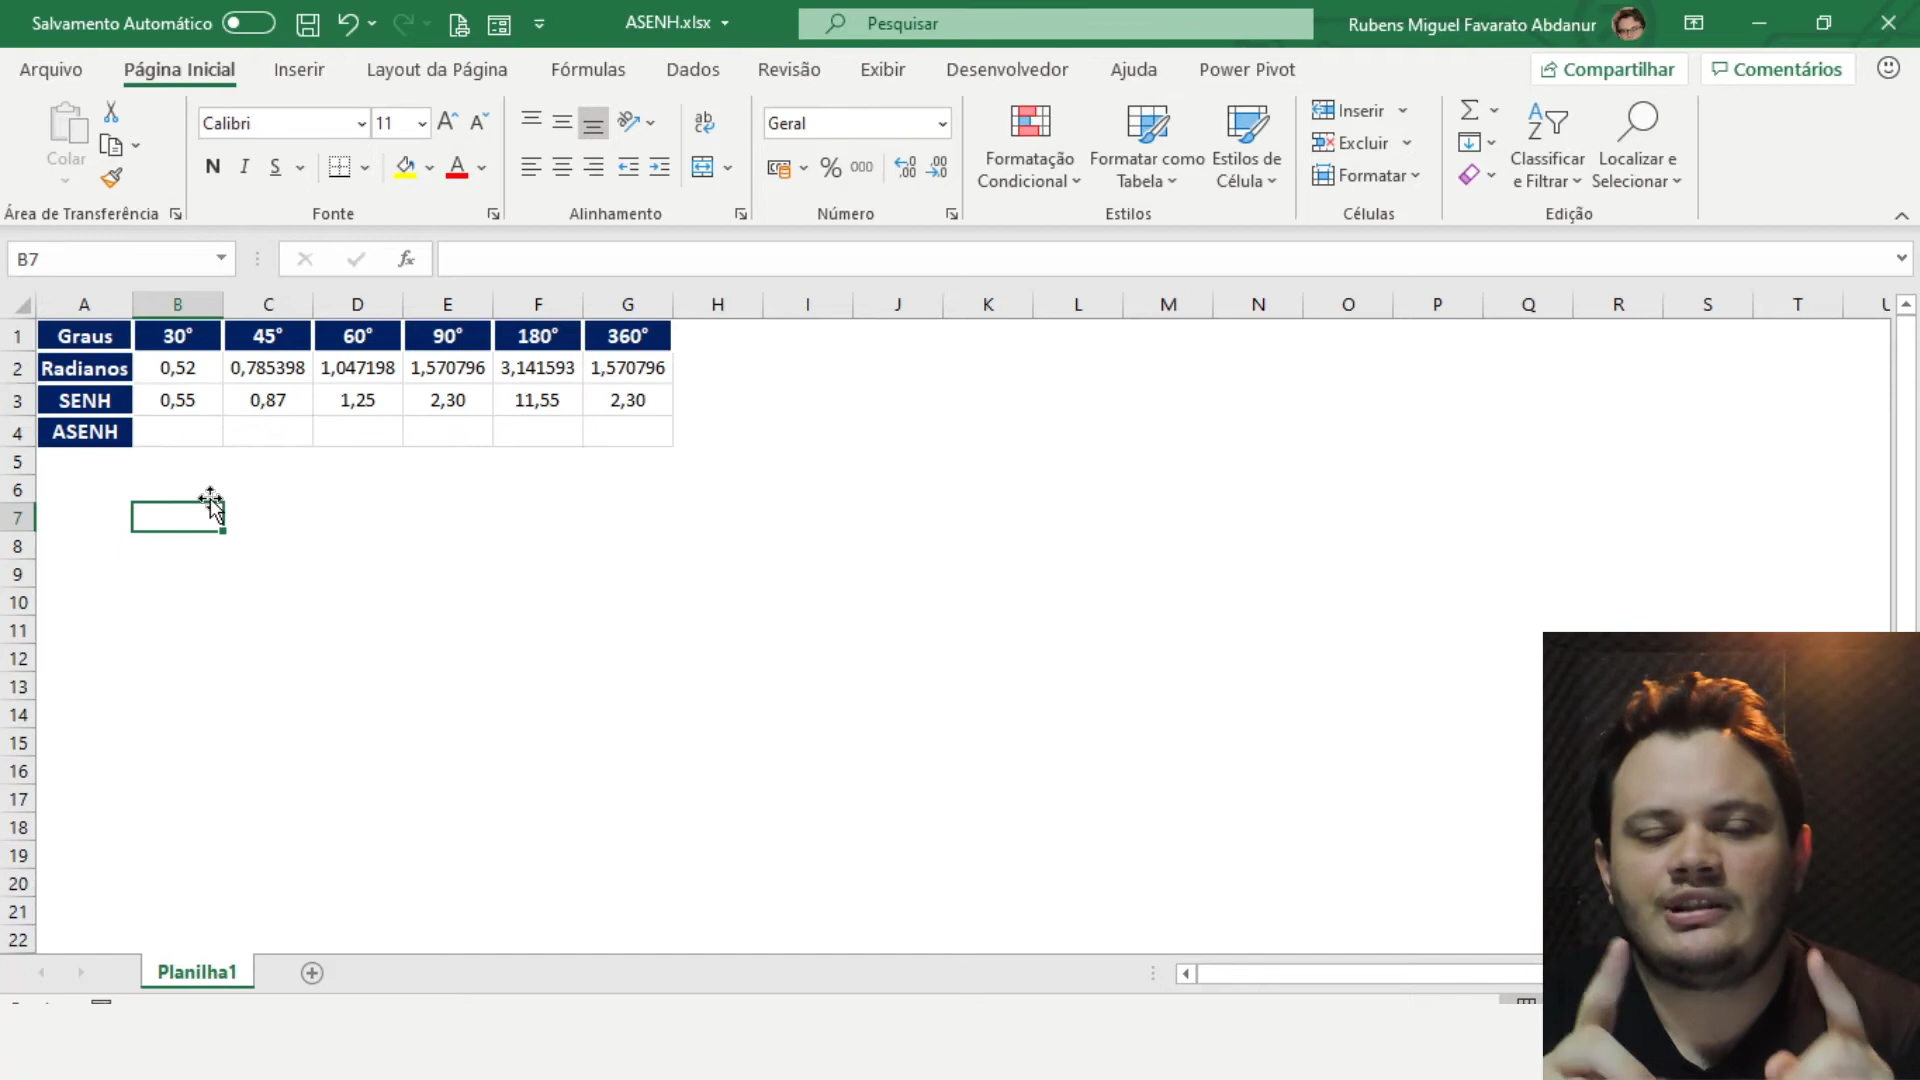 Salvamento Automático
ASENH.xlsx
Pesquisar
Rubens Miguel Favarato Abdanur
Arquivo Página Inicial Inserir Layout da Página Fórmulas Dados Revisão Exibir Desenvolvedor Ajuda Power Pivot Compartilhar Comentários
Colar
Calibri 11
N I S
ab
Geral
% 000
Formatação Condicional
Formatar como Tabela
Estilos de Célula
Inserir
Excluir
Formatar
Classificar e Filtrar
Localizar e Selecionar
Área de Transferência Fonte Alinhamento Número Estilos Células Edição
B7 fx
A B C D E F G H I J K L M N O P Q R S T U
1 Graus 30° 45° 60° 90° 180° 360°
2 Radianos 0,52 0,785398 1,047198 1,570796 3,141593 1,570796
3 SENH 0,55 0,87 1,25 2,30 11,55 2,30
4 ASENH
5
6
7
8
9
10
11
12
13
14
15
16
17
18
19
20
21
22
Planilha1